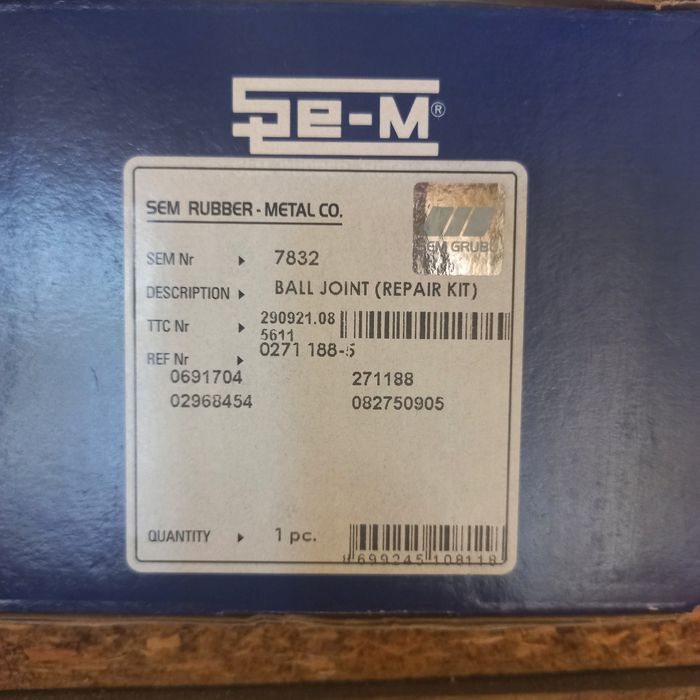 Se-M®
SEM RUBBER - METAL CO.
SEM GRUBU
SEM Nr ▸ 7832
DESCRIPTION ▸ BALL JOINT (REPAIR KIT)
TTC Nr ▸ 290921.08
5611
REF Nr ▸ 0271 188-5
0691704 271188
02968454 082750905
QUANTITY ▸ 1 pc.
8699245108118